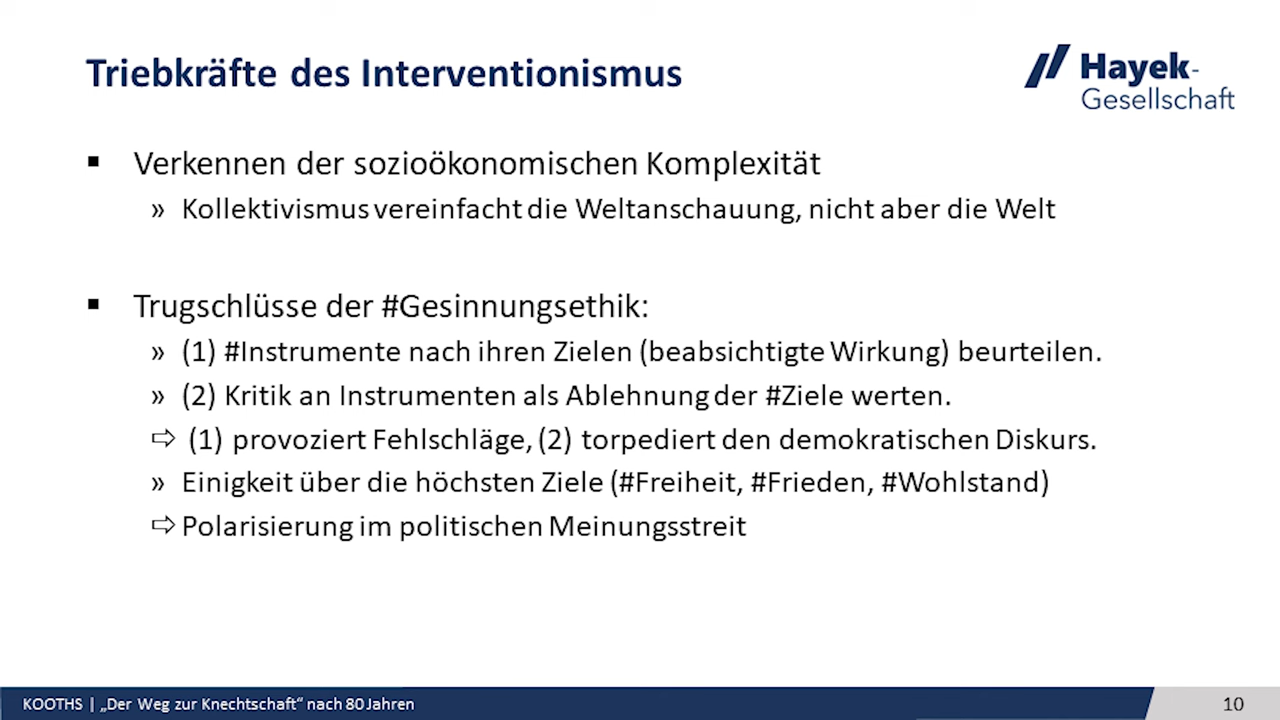 Triebkräfte des Interventionismus
Hayek-
Gesellschaft
▪ Verkennen der sozioökonomischen Komplexität
» Kollektivismus vereinfacht die Weltanschauung, nicht aber die Welt
▪ Trugschlüsse der #Gesinnungsethik:
» (1) #Instrumente nach ihren Zielen (beabsichtigte Wirkung) beurteilen.
» (2) Kritik an Instrumenten als Ablehnung der #Ziele werten.
⇨ (1) provoziert Fehlschläge, (2) torpediert den demokratischen Diskurs.
» Einigkeit über die höchsten Ziele (#Freiheit, #Frieden, #Wohlstand)
⇨ Polarisierung im politischen Meinungsstreit
KOOTHS | „Der Weg zur Knechtschaft“ nach 80 Jahren
10